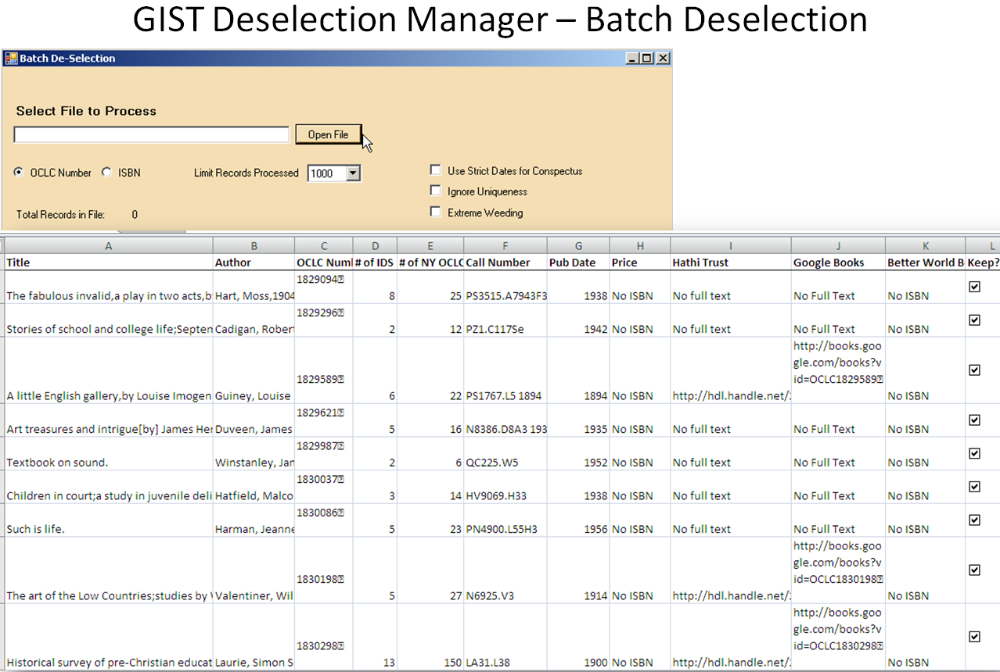 GIST Deselection Manager – Batch Deselection
Batch De-Selection
Select File to Process
Open File
OCLC Number ISBN Limit Records Processed 1000 Use Strict Dates for Conspectus
Ignore Uniqueness
Total Records in File: 0 Extreme Weeding
A B C D E F G H I J K L
Title Author OCLC Num # of IDS # of NY OCLC Call Number Pub Date Price Hathi Trust Google Books Better World B Keep?
1829094
The fabulous invalid,a play in two acts,b Hart, Moss,1904 8 25 PS3515.A7943F3 1938 No ISBN No full text No Full Text No ISBN
1829296
Stories of school and college life;Septem Cadigan, Robert 2 12 PZ1.C117Se 1942 No ISBN No full text No Full Text No ISBN
http://books.goo
gle.com/books?v
1829589 id=OCLC1829589
A little English gallery,by Louise Imogen Guiney, Louise 6 22 PS1767.L5 1894 1894 No ISBN http://hdl.handle.net/ No ISBN
1829621
Art treasures and intrigue[by] James Her Duveen, James 5 16 N8386.D8A3 193 1935 No ISBN No full text No Full Text No ISBN
1829987
Textbook on sound. Winstanley, Jan 2 6 QC225.W5 1952 No ISBN No full text No Full Text No ISBN
1830037
Children in court;a study in juvenile deli Hatfield, Malco 3 14 HV9069.H33 1938 No ISBN No full text No Full Text No ISBN
1830086
Such is life. Harman, Jeanne 5 23 PN4900.L55H3 1956 No ISBN No full text No Full Text No ISBN
http://books.goo
gle.com/books?v
1830198 id=OCLC1830198
The art of the Low Countries;studies by W Valentiner, Wil 5 27 N6925.V3 1914 No ISBN http://hdl.handle.net/ No ISBN
http://books.goo
gle.com/books?v
1830298 id=OCLC1830298
Historical survey of pre-Christian educat Laurie, Simon S 13 150 LA31.L38 1900 No ISBN http://hdl.handle.net/ No ISBN